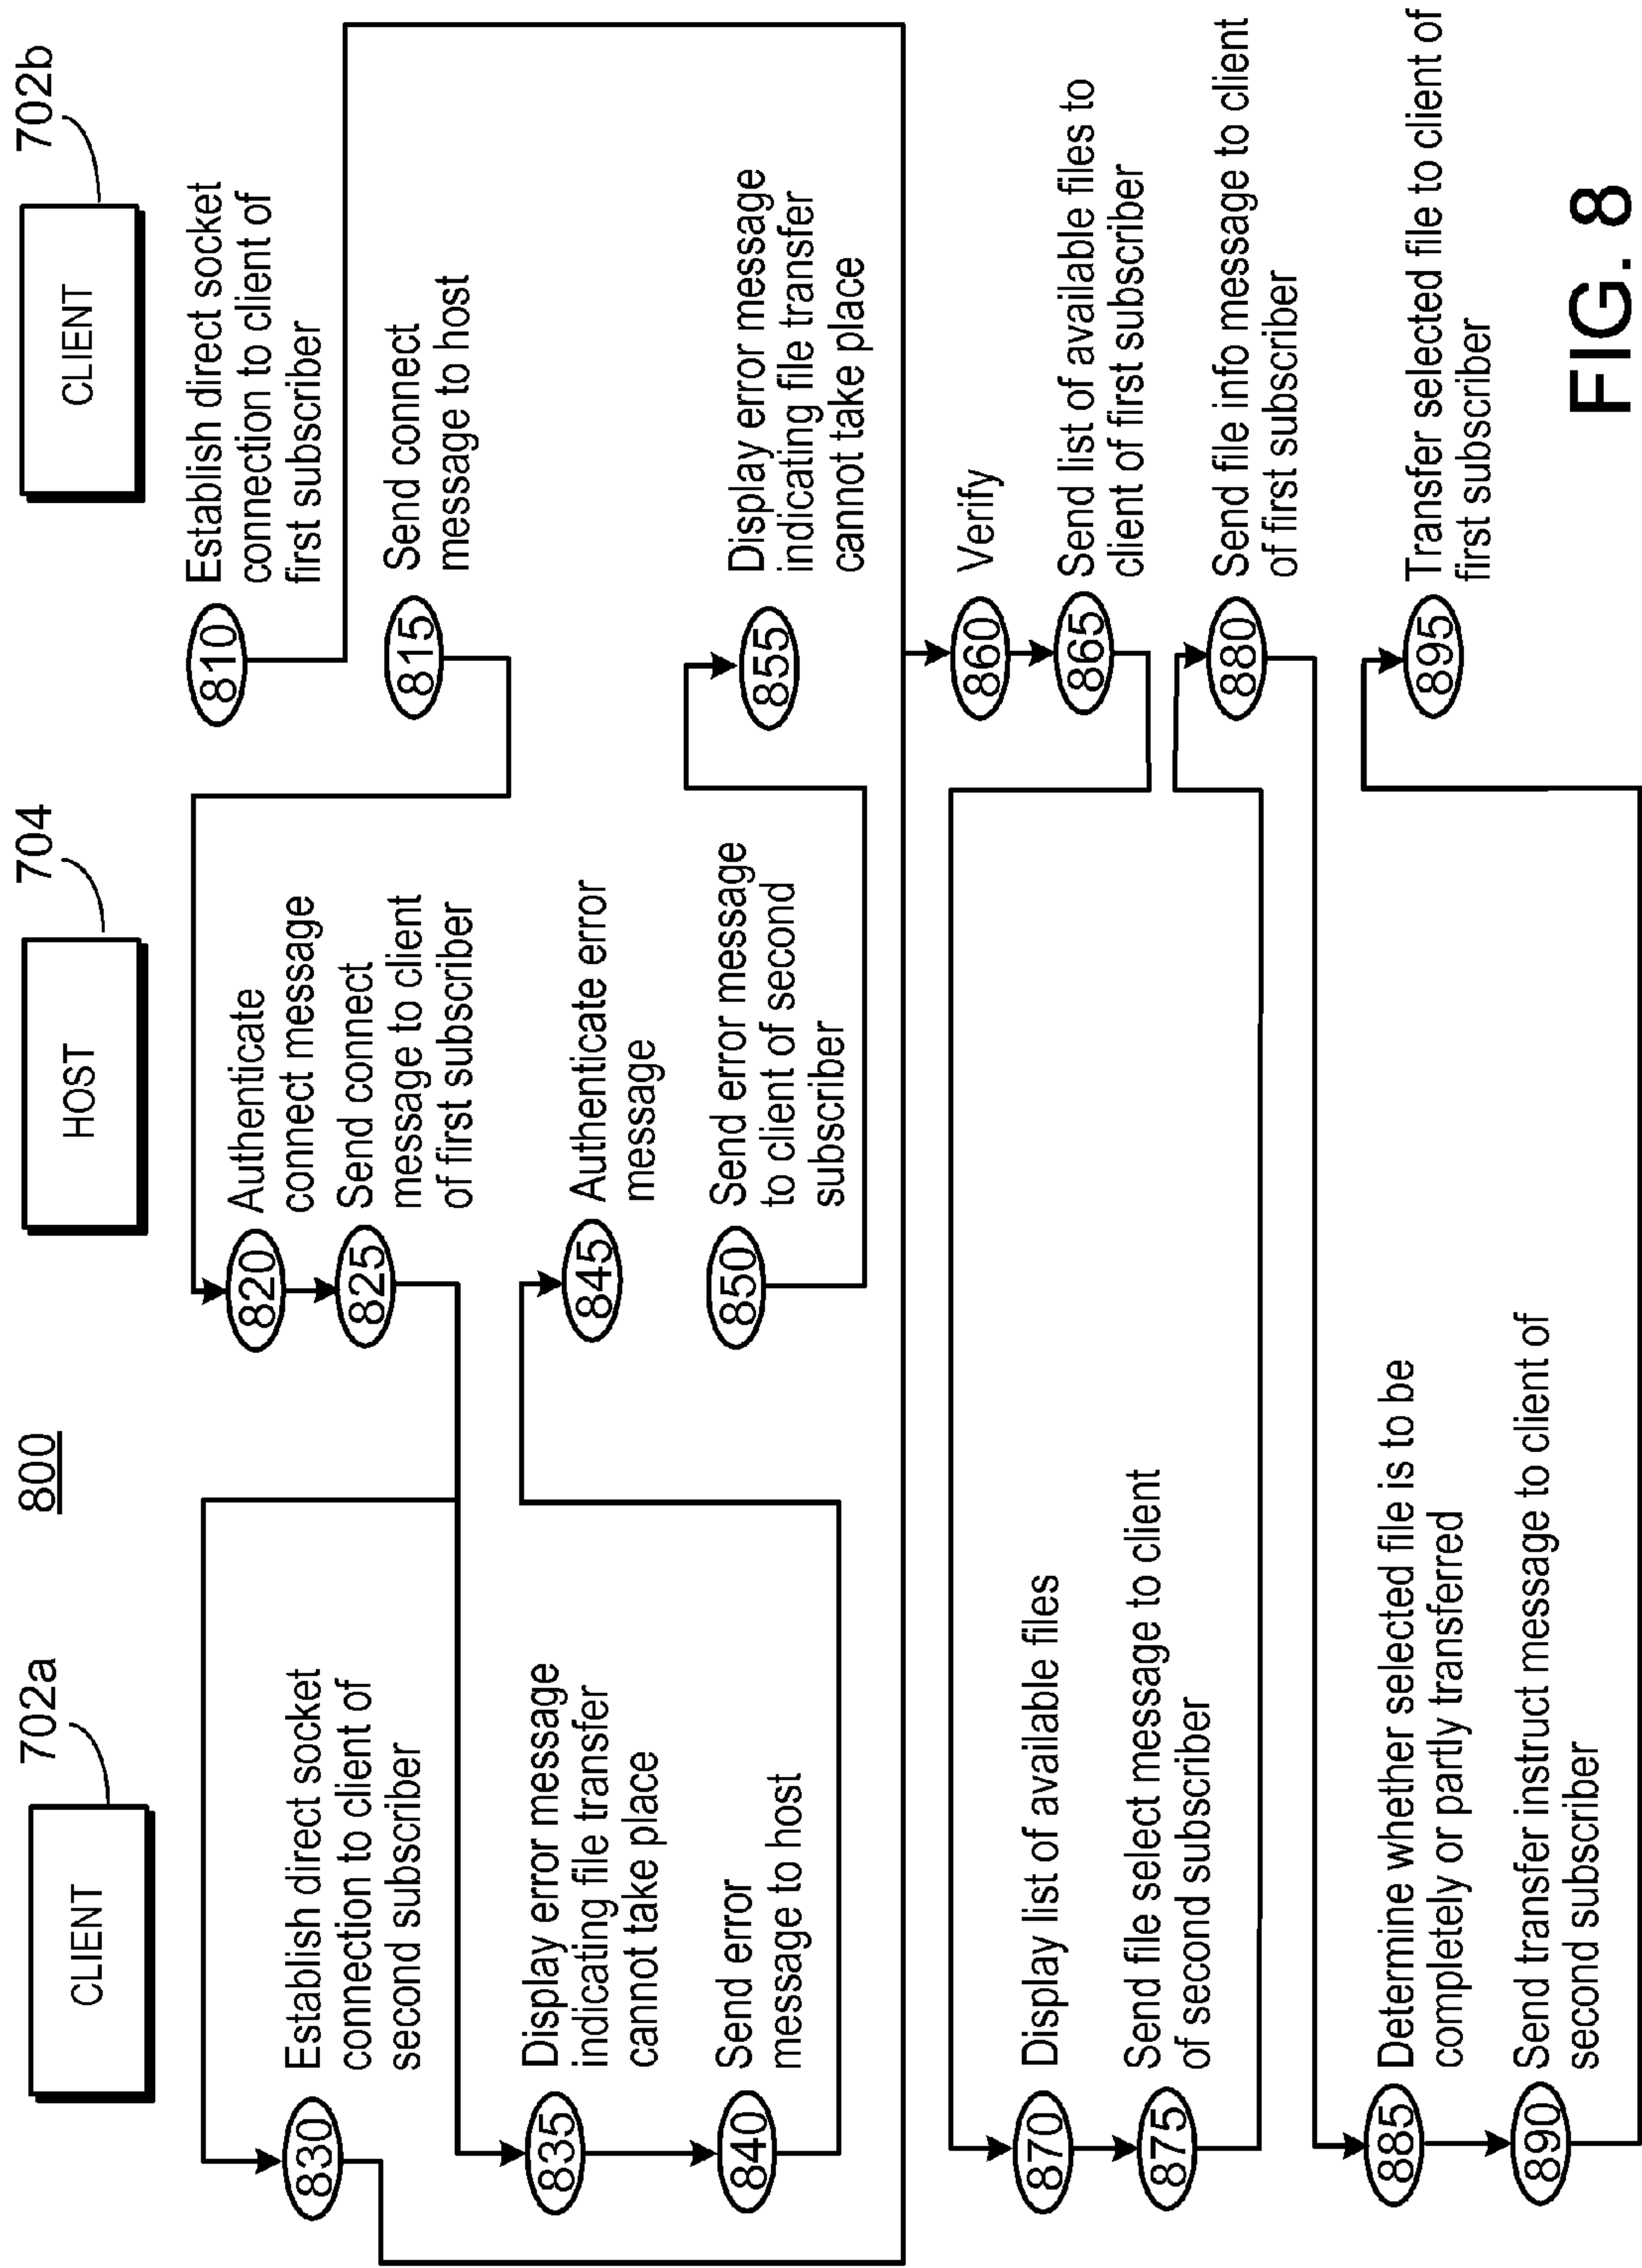 800
702a
704
702b
CLIENT
HOST
CLIENT
810
Establish direct socket
connection to client of
first subscriber
815
Send connect
message to host
820
Authenticate
connect message
825
Send connect
message to client
of first subscriber
830
Establish direct socket
connection to client of
second subscriber
835
Display error message
indicating file transfer
cannot take place
840
Send error
message to host
845
Authenticate error
message
850
Send error message
to client of second
subscriber
855
Display error message
indicating file transfer
cannot take place
860
Verify
865
Send list of available files to
client of first subscriber
870
Display list of available files
875
Send file select message to client
of second subscriber
880
Send file info message to client
of first subscriber
885
Determine whether selected file is to be
completely or partly transferred
890
Send transfer instruct message to client of
second subscriber
895
Transfer selected file to client of
first subscriber
FIG. 8